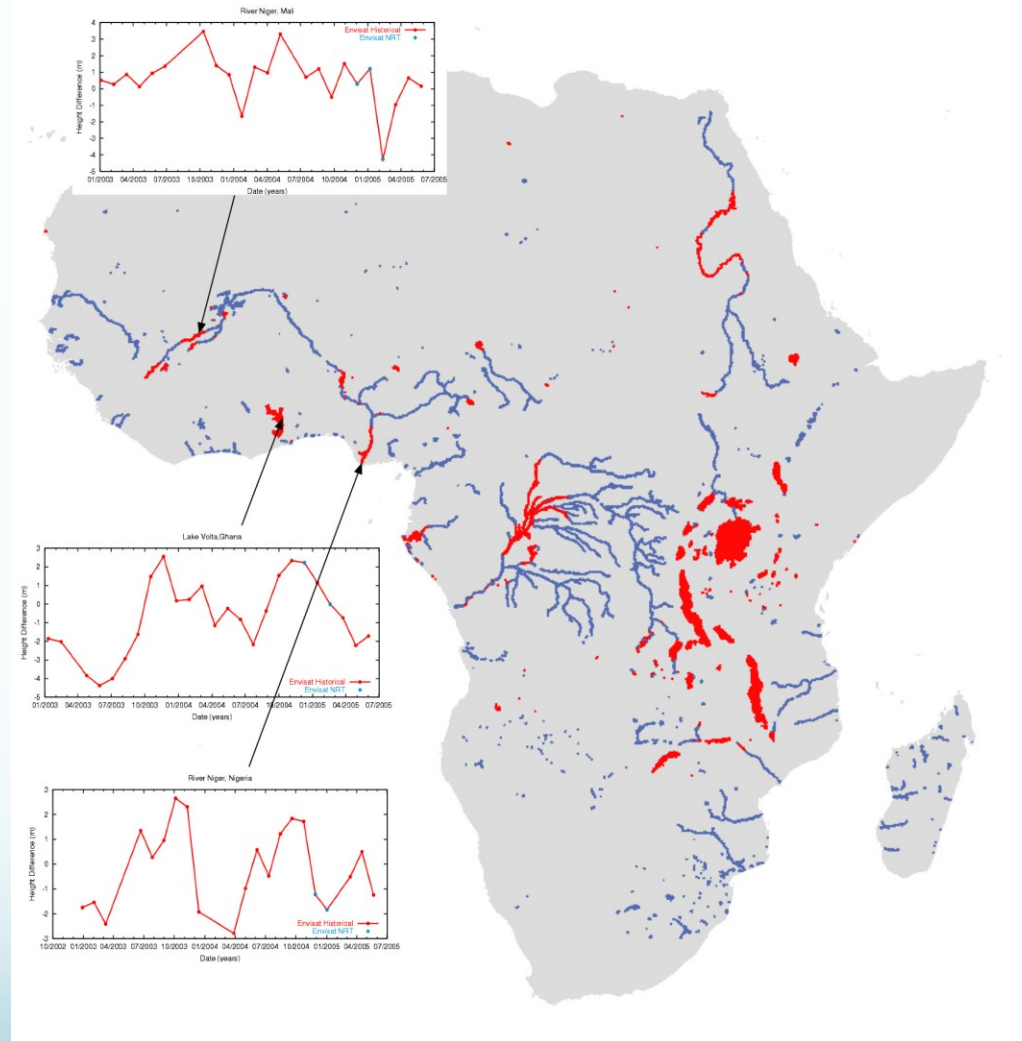 River Niger, Mali
4
3
2
1
0
-1
-2
-3
-4
-5
Height Difference (m)
Envisat Historical
Envisat NRT
01/2003 04/2003 07/2003 10/2003 01/2004 04/2004 07/2004 10/2004 01/2005 04/2005 07/2005
Date (years)
Lake Volta,Ghana
3
2
1
0
-1
-2
-3
-4
-5
Height Difference (m)
Envisat Historical
Envisat NRT
01/2003 04/2003 07/2003 10/2003 01/2004 04/2004 07/2004 10/2004 01/2005 04/2005 07/2005
Date (years)
River Niger, Nigeria
3
2
1
0
-1
-2
-3
Height Difference (m)
Envisat Historical
Envisat NRT
10/2002 01/2003 04/2003 07/2003 10/2003 01/2004 04/2004 07/2004 10/2004 01/2005 04/2005 07/2005
Date (years)